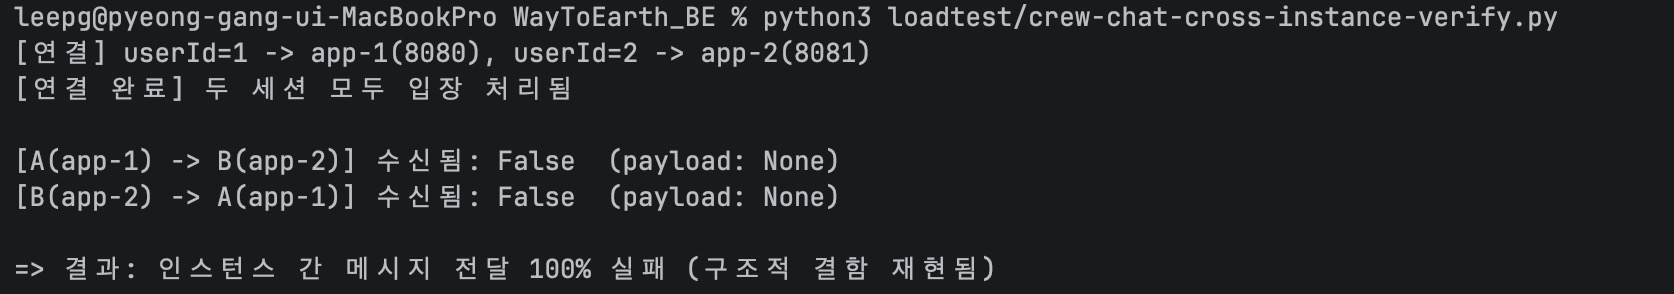 leepg@pyeong-gang-ui-MacBookPro WayToEarth_BE % python3 loadtest/crew-chat-cross-instance-verify.py
[연결] userId=1 -> app-1(8080), userId=2 -> app-2(8081)
[연결 완료] 두 세션 모두 입장 처리됨
[A(app-1) -> B(app-2)] 수신됨: False  (payload: None)
[B(app-2) -> A(app-1)] 수신됨: False  (payload: None)
=> 결과: 인스턴스 간 메시지 전달 100% 실패 (구조적 결함 재현됨)